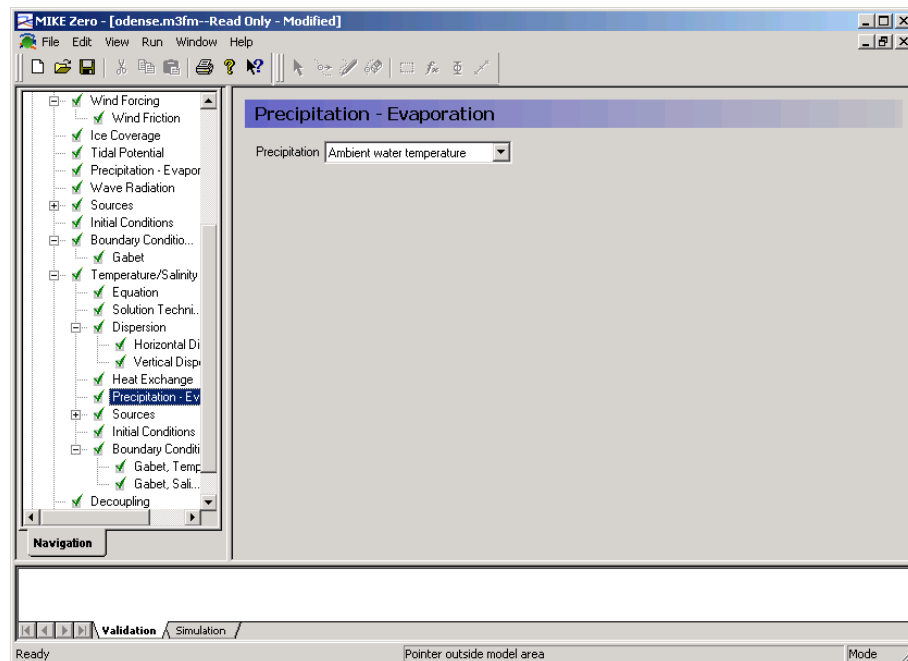 MIKE Zero - [odense.m3fm--Read Only - Modified]
File Edit View Run Window Help
Wind Forcing
Wind Friction
Ice Coverage
Tidal Potential
Precipitation - Evapor
Wave Radiation
Sources
Initial Conditions
Boundary Conditio...
Gabet
Temperature/Salinity
Equation
Solution Techni...
Dispersion
Horizontal Di
Vertical Disp
Heat Exchange
Precipitation - Ev
Sources
Initial Conditions
Boundary Conditi
Gabet, Temp
Gabet, Sali...
Decoupling
Navigation
Precipitation - Evaporation
Precipitation Ambient water temperature
Validation Simulation
Ready Pointer outside model area Mode